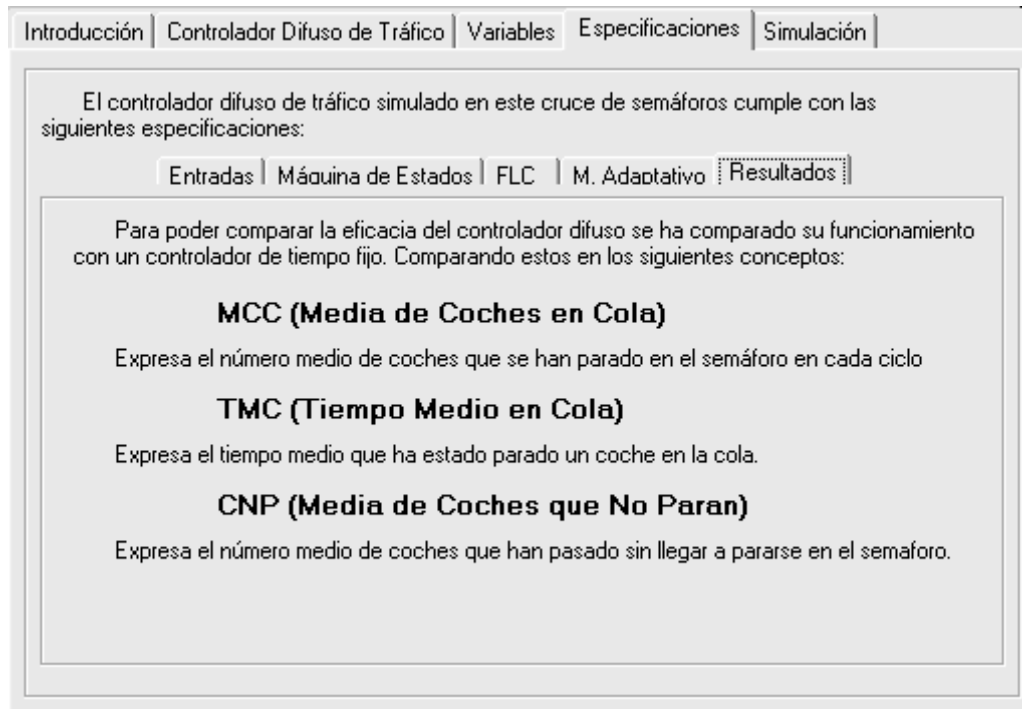 Introducción Controlador Difuso de Tráfico Variables Especificaciones Simulación
El controlador difuso de tráfico simulado en este cruce de semáforos cumple con las
siguientes especificaciones:
Entradas Máquina de Estados FLC M. Adaptativo Resultados
Para poder comparar la eficacia del controlador difuso se ha comparado su funcionamiento
con un controlador de tiempo fijo. Comparando estos en los siguientes conceptos:
MCC (Media de Coches en Cola)
Expresa el número medio de coches que se han parado en el semáforo en cada ciclo
TMC (Tiempo Medio en Cola)
Expresa el tiempo medio que ha estado parado un coche en la cola.
CNP (Media de Coches que No Paran)
Expresa el número medio de coches que han pasado sin llegar a pararse en el semaforo.